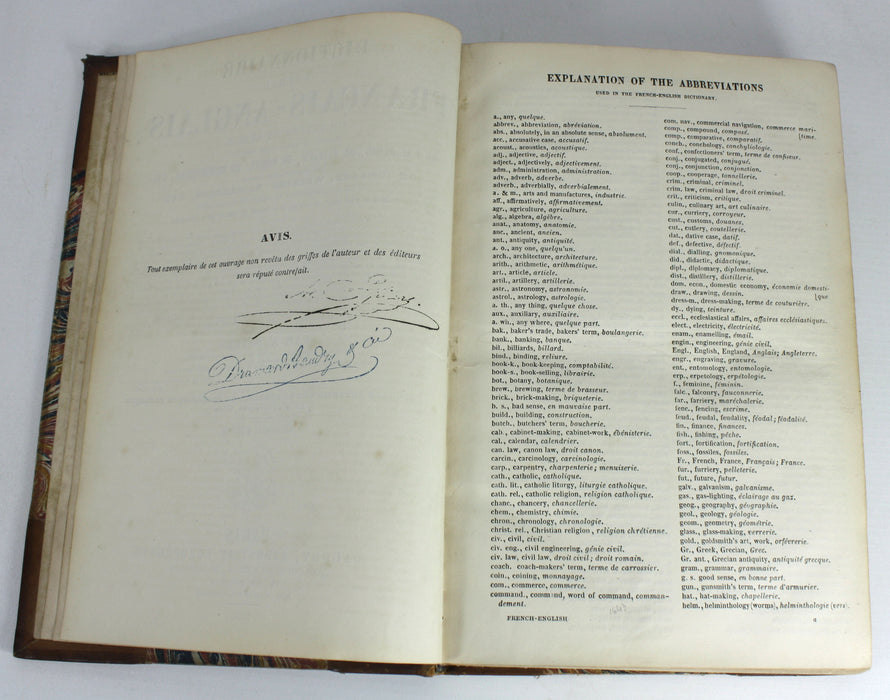 AVIS.
Tout exemplaire de cet ouvrage non revêtu des griffes de l'auteur et des éditeurs
sera réputé contrefait.
EXPLANATION OF THE ABBREVIATIONS
USED IN THE FRENCH-ENGLISH DICTIONARY.
a., any, quelque.
abbrev., abbreviation, abréviation.
abs., absolutely, in an absolute sense, absolument.
acc., accusative case, accusatif.
acoust., acoustics, acoustique.
adj., adjective, adjectif.
adject., adjectively, adjectivement.
adm., administration, administration.
adv., adverb, adverbe.
adverb., adverbially, adverbialement.
a. & m., arts and manufactures, industrie.
aff., affirmatively, affirmativement.
agr., agriculture, agriculture.
alg., algebra, algèbre.
anat., anatomy, anatomie.
anc., ancient, ancien.
ant., antiquity, antiquité.
a. o., any one, quelqu'un.
arch., architecture, architecture.
arith., arithmetic, arithmétique.
art., article, article.
artil., artillery, artillerie.
astr., astronomy, astronomie.
astrol., astrology, astrologie.
a. th., any thing, quelque chose.
aux., auxiliary, auxiliaire.
a. wh., any where, quelque part.
bak., baker's trade, bakers' term, boulangerie.
bank., banking, banque.
bil., billiards, billard.
bind., binding, reliure.
book-k., book-keeping, comptabilité.
book-s., book-selling, librairie.
bot., botany, botanique.
brew., brewing, terme de brasseur.
brick., brick-making, briqueterie.
b. s., bad sense, en mauvaise part.
build., building, construction.
butch., butchers' term, boucherie.
cab., cabinet-making, cabinet-work, ébénisterie.
cal., calendar, calendrier.
can. law, canon law, droit canon.
carcin., carcinology, carcinologie.
carp., carpentry, charpenterie; menuiserie.
cath., catholic, catholique.
cath. lit., catholic liturgy, liturgie catholique.
cath. rel., catholic religion, religion catholique.
chanc., chancery, chancellerie.
chem., chemistry, chimie.
chron., chronology, chronologie.
christ. rel., Christian religion, religion chrétienne.
civ., civil, civil.
civ. eng., civil engineering, génie civil.
civ. law, civil law, droit civil; droit romain.
coach. coach-makers' term, terme de carrossier.
coin., coining, monnayage.
com., commerce, commerce.
command., command, word of command, comman-
dement.
FRENCH-ENGLISH
com. nav., commercial navigation, commerce mari-
comp., compound, composé. [time.
comp., comparative, comparatif.
conch., conchology, conchyliologie.
conf., confectioners' term, terme de confiseur.
conj., conjugated, conjugué.
conj., conjunction, conjonction.
coop., cooperage, tonnellerie.
crim., criminal, criminel.
crim. law, criminal law, droit criminel.
crit., criticism, critique.
culin., culinary art, art culinaire.
cur., curriery, corroyeur.
cust., customs, douanes.
cut., cutlery, coutellerie.
dat., dative case, datif.
def., defective, défectif.
dial., dialling, gnomonique.
did., didactic, didactique.
dipl., diplomacy, diplomatique.
dist., distillery, distillerie.
dom. econ., domestic economy, économie domesti-
draw., drawing, dessin. [que
dress-m., dress-making, terme de couturière.
dy., dying, teinture.
eccl., ecclesiastical affairs, affaires ecclésiastiques.
elect., electricity, électricité.
enam., enamelling, émail.
engin., engineering, génie civil.
Engl., English, England, Anglais; Angleterre.
engr., engraving, gravure.
ent., entomology, entomologie.
erp., erpetology, erpétologie.
f., feminine, féminin.
falc., falconry, fauconnerie.
far., farriery, maréchalerie.
fenc., fencing, escrime.
feud., feudal, feudality, féodal; féodalité.
fin., finance, finances.
fish., fishing, pêche.
fort., fortification, fortification.
foss., fossiles, fossiles.
Fr., French, France, Français; France.
fur., furriery, pelleterie.
fut., future, futur.
galv., galvanism, galvanisme.
gas., gas-lighting, éclairage au gaz.
geog., geography, géographie.
geol., geology, géologie.
geom., geometry, géométrie.
glass., glass-making, verrerie.
gold., goldsmith's art, work, orfèvrerie.
Gr., Greek, Grecian, Grec.
Gr. ant., Grecian antiquity, antiquité grecque.
gram., grammar, grammaire.
g. s. good sense, en bonne part.
gun., gunsmith's term, terme d'armurier.
hat., hat-making, chapellerie.
helm., helminthology (worms), helminthologie (vers).
a